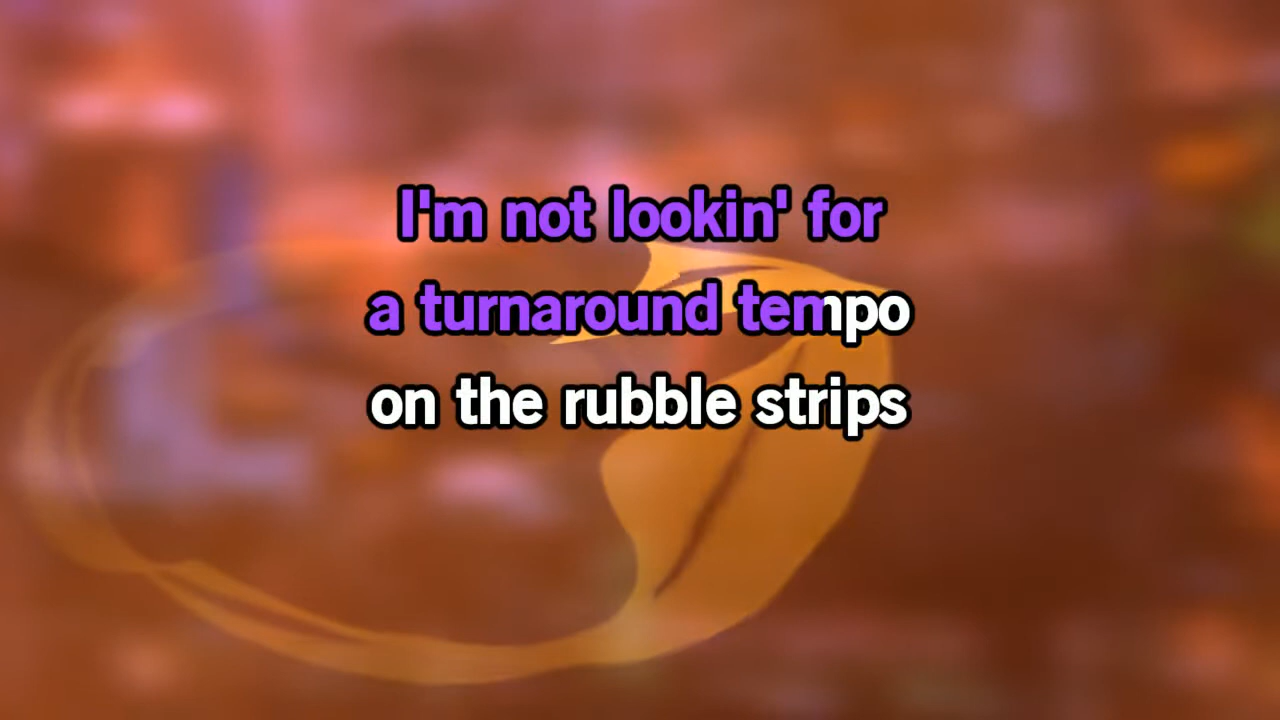 I'm not lookin' for
a turnaround tempo
on the rubble strips